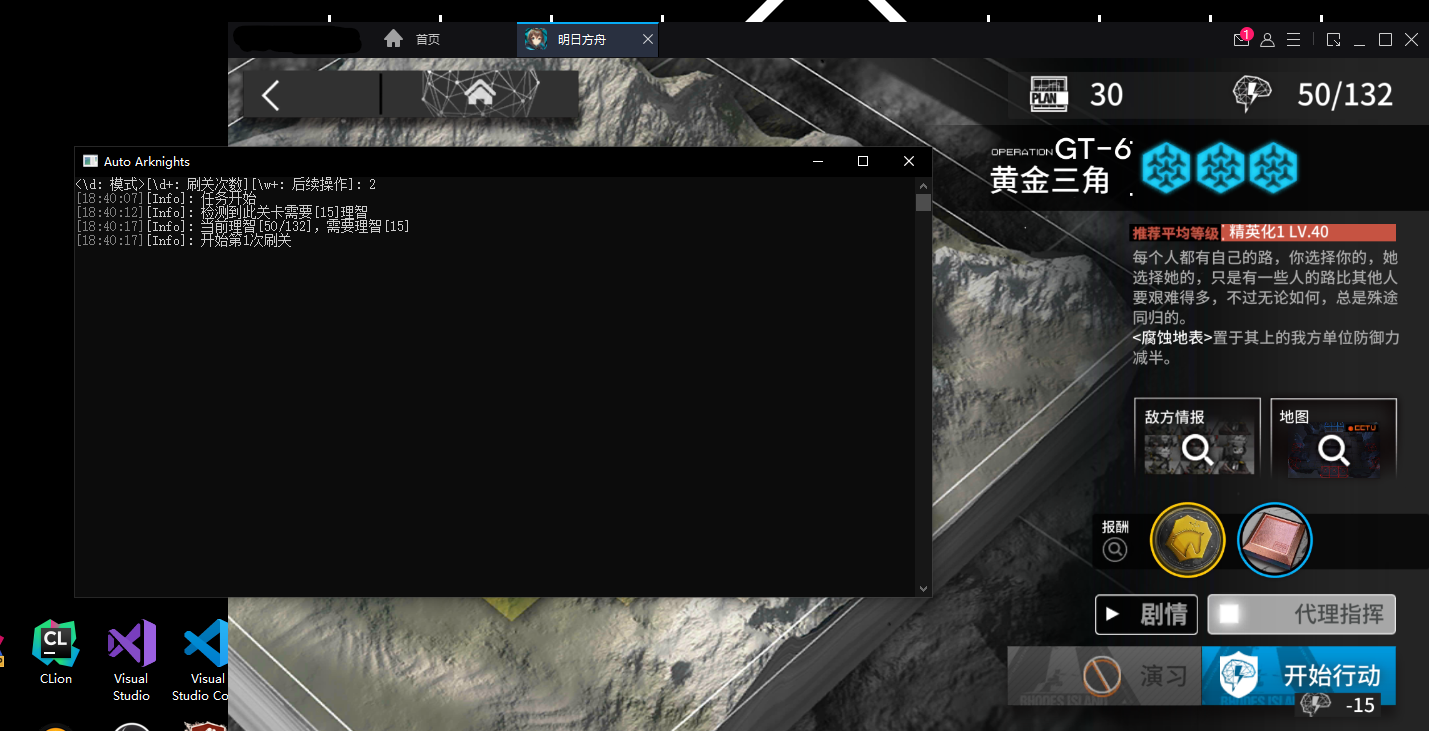 首页
明日方舟
1
PLAN
30
50/132
OPERATION GT-6
黄金三角
Auto Arknights
<\d: 模式>[\d+: 刷关次数][\w+: 后续操作]: 2
[18:40:07][Info]: 任务开始
[18:40:12][Info]: 检测到此关卡需要[15]理智
[18:40:17][Info]: 当前理智[50/132], 需要理智[15]
[18:40:17][Info]: 开始第1次刷关
推荐平均等级 精英化1 LV.40
每个人都有自己的路，你选择你的，她
选择她的，只是有一些人的路比其他人
要艰难得多，不过无论如何，总是殊途
同归的。
<腐蚀地表>置于其上的我方单位防御力
减半。
敌方情报
地图
CCTV
报酬
剧情
代理指挥
演习
RHODES ISLAND
开始行动
-15
CL
CLion
Visual
Studio
Visual
Studio Co